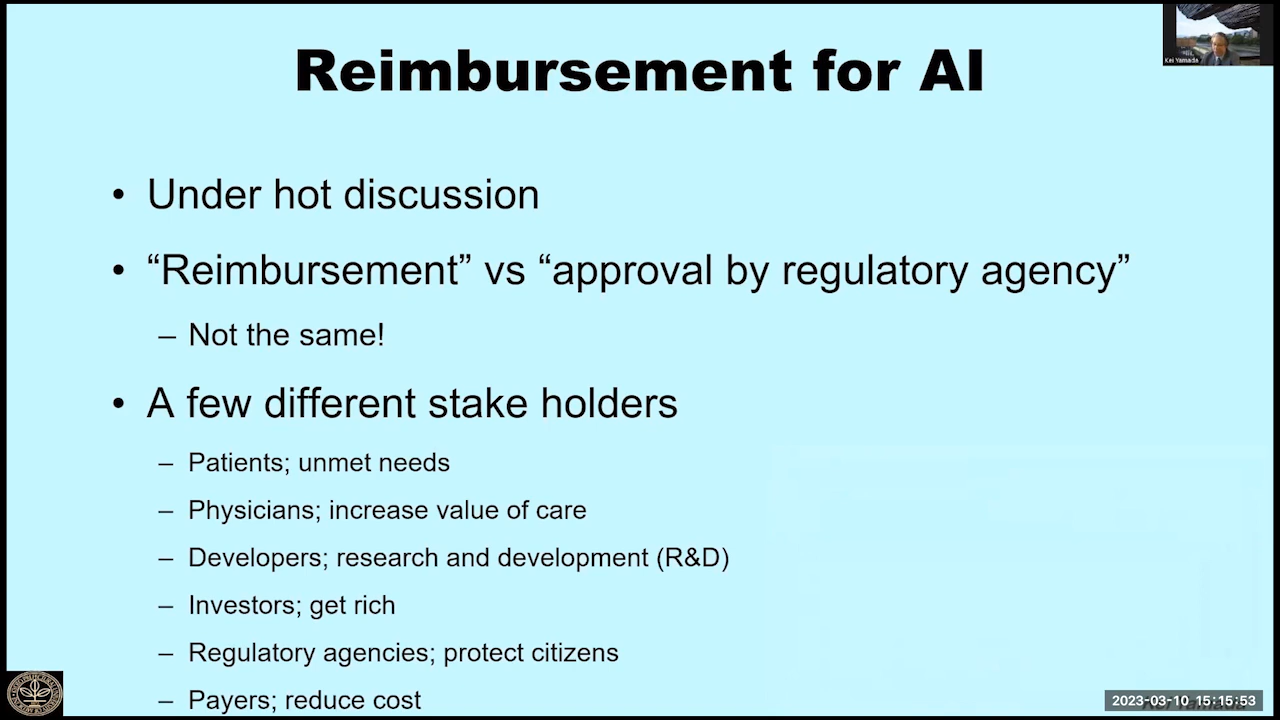 Reimbursement for AI
Kei Yamada
• Under hot discussion
• “Reimbursement” vs “approval by regulatory agency”
– Not the same!
• A few different stake holders
– Patients; unmet needs
– Physicians; increase value of care
– Developers; research and development (R&D)
– Investors; get rich
– Regulatory agencies; protect citizens
– Payers; reduce cost
2023-03-10 15:15:53